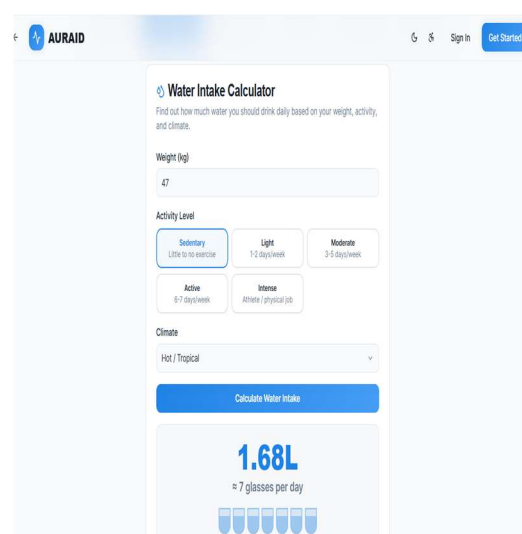 AURAID
Sign In
Get Started
Water Intake Calculator
Find out how much water you should drink daily based on your weight, activity,
and climate.
Weight (kg)
47
Activity Level
Sedentary
Little to no exercise
Light
1-2 days/week
Moderate
3-5 days/week
Active
6-7 days/week
Intense
Athlete / physical job
Climate
Hot / Tropical
Calculate Water Intake
1.68L
≈ 7 glasses per day